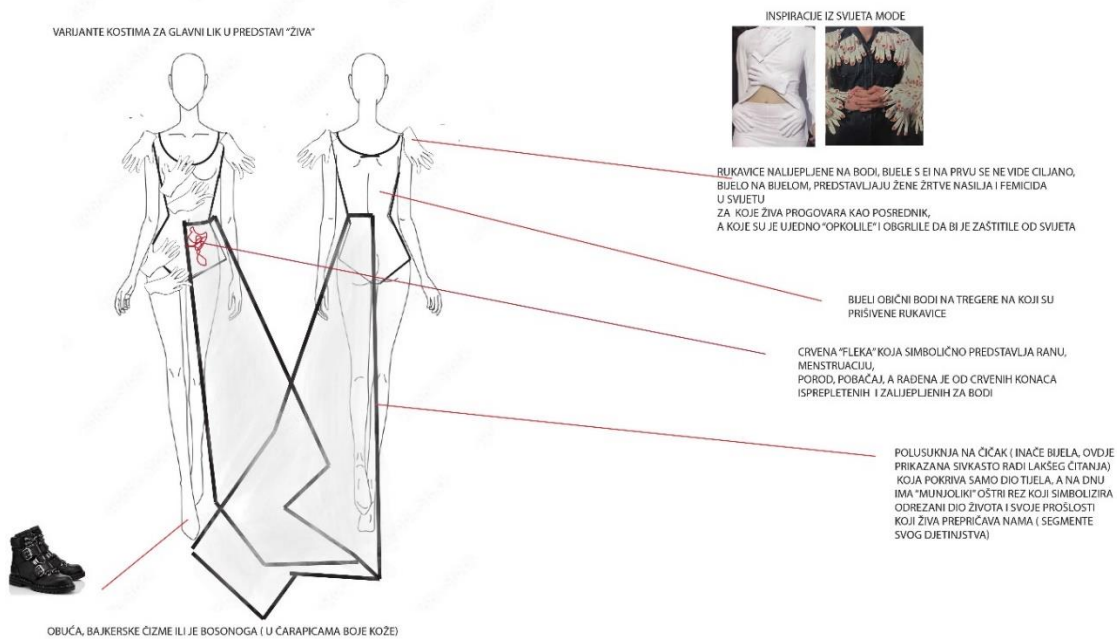 VARIJANTE KOSTIMA ZA GLAVNI LIK U PREDSTAVI "ŽIVA"
INSPIRACIJE IZ SVIJETA MODE
RUKAVICE NALIJEPLJENE NA BODI, BIJELE S EI NA PRVU SE NE VIDE CILJANO,
BIJELO NA BIJELOM, PREDSTAVLJAJU ŽENE ŽRTVE NASILJA I FEMICIDA
U SVIJETU
ZA KOJE ŽIVA PROGOVARA KAO POSREDNIK,
A KOJE SU JE UJEDNO "OPKOLILE" I OBGRLILE DA BI JE ZAŠTITILE OD SVIJETA
BIJELI OBIČNI BODI NA TREGERE NA KOJI SU
PRIŠIVENE RUKAVICE
CRVENA "FLEKA" KOJA SIMBOLIČNO PREDSTAVLJA RANU,
MENSTRUACIJU,
POROD, POBAČAJ, A RAĐENA JE OD CRVENIH KONACA
ISPREPLETENIH I ZALIJEPLJENIH ZA BODI
POLUSUKNJA NA ČIČAK ( INAČE BIJELA, OVDJE
PRIKAZANA SIVKASTO RADI LAKŠEG ČITANJA)
KOJA POKRIVA SAMO DIO TIJELA, A NA DNU
IMA "MUNJOLIKI" OŠTRI REZ KOJI SIMBOLIZIRA
ODREZANI DIO ŽIVOTA I SVOJE PROŠLOSTI
KOJI ŽIVA PREPRIČAVA NAMA ( SEGMENTE
SVOG DJETINJSTVA)
OBUĆA, BAJKERSKE ČIZME ILI JE BOSONOGA ( U ČARAPICAMA BOJE KOŽE)